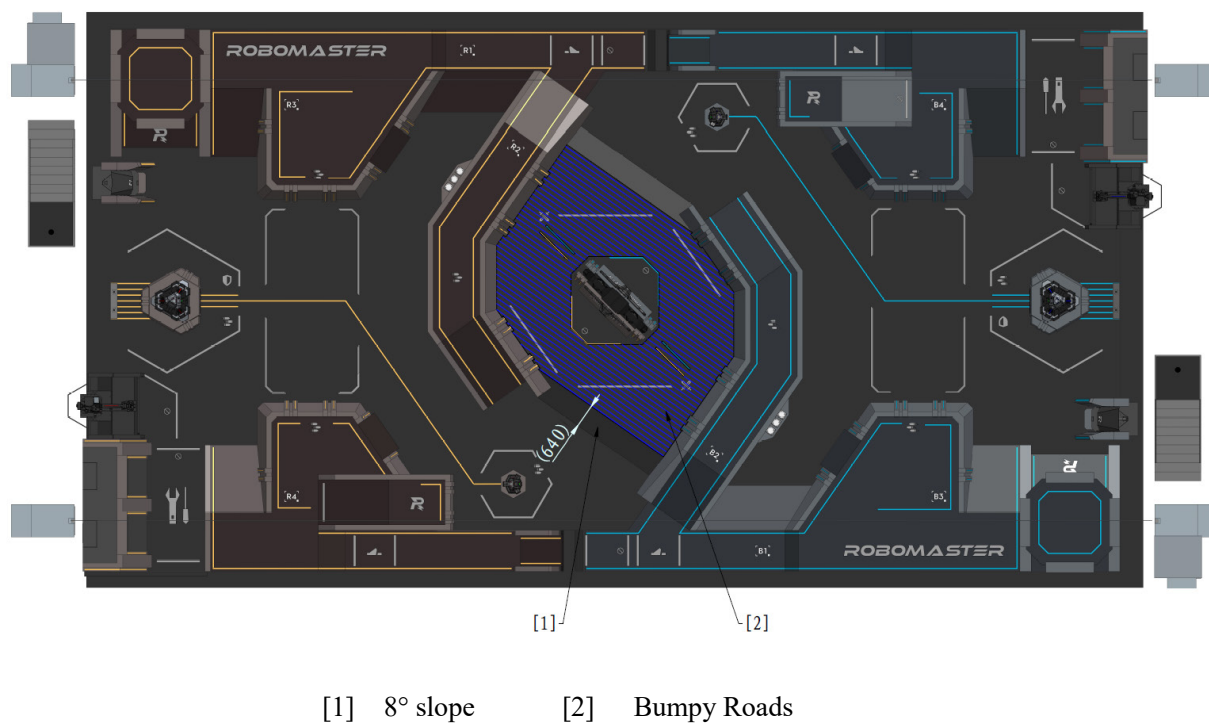 ROBOMASTER
R1
R3
B4
R2
(640)
B2
R4
B3
B1
ROBOMASTER
[1]
[2]
[1] 8° slope [2] Bumpy Roads